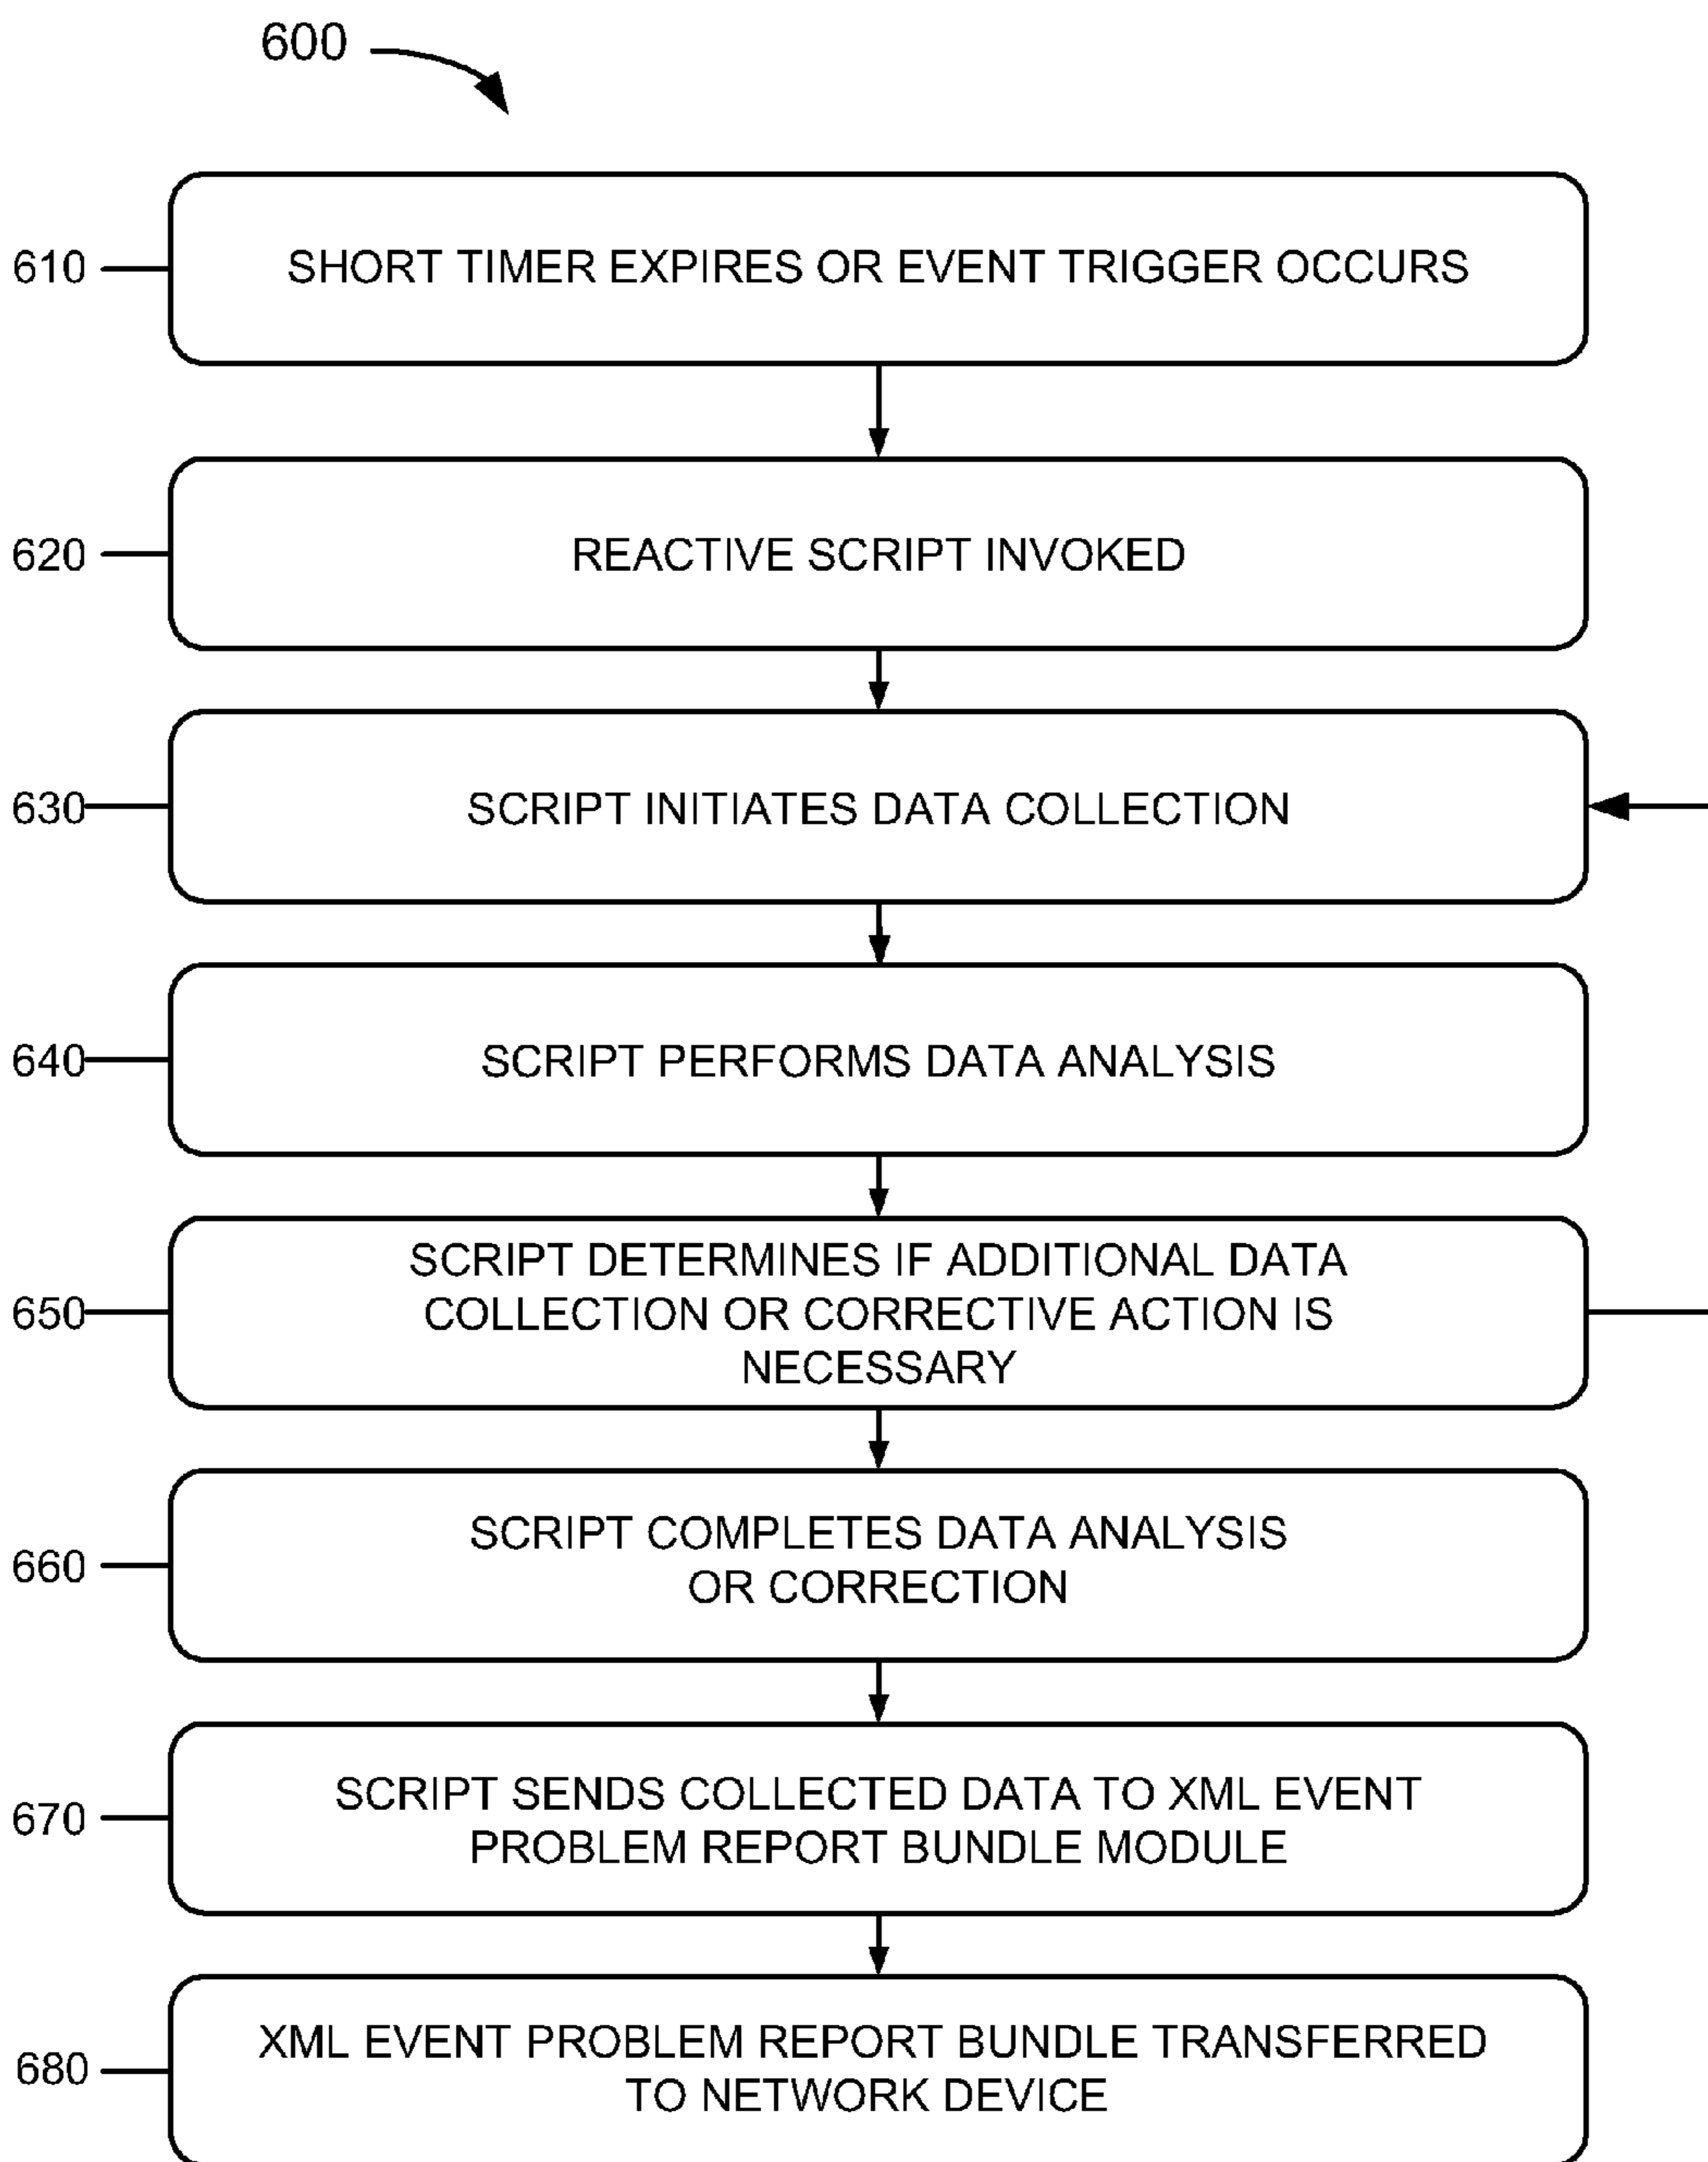 600
610
SHORT TIMER EXPIRES OR EVENT TRIGGER OCCURS
620
REACTIVE SCRIPT INVOKED
630
SCRIPT INITIATES DATA COLLECTION
640
SCRIPT PERFORMS DATA ANALYSIS
650
SCRIPT DETERMINES IF ADDITIONAL DATA
COLLECTION OR CORRECTIVE ACTION IS
NECESSARY
660
SCRIPT COMPLETES DATA ANALYSIS
OR CORRECTION
670
SCRIPT SENDS COLLECTED DATA TO XML EVENT
PROBLEM REPORT BUNDLE MODULE
680
XML EVENT PROBLEM REPORT BUNDLE TRANSFERRED
TO NETWORK DEVICE